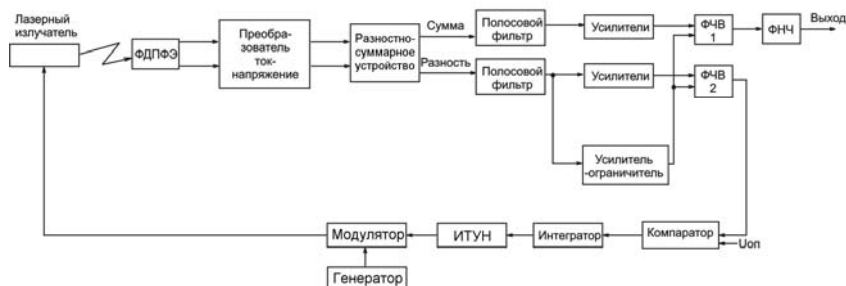 Лазерный
излучатель
ФДПФЭ
Преобра-
зователь
ток-
напряжение
Разностно-
суммарное
устройство
Сумма
Разность
Полосовой
фильтр
Усилители
ФЧВ
1
ФНЧ
Выход
Полосовой
фильтр
Усилители
ФЧВ
2
Усилитель
-ограничитель
Модулятор
ИТУН
Интегратор
Компаратор
Uоп
Генератор